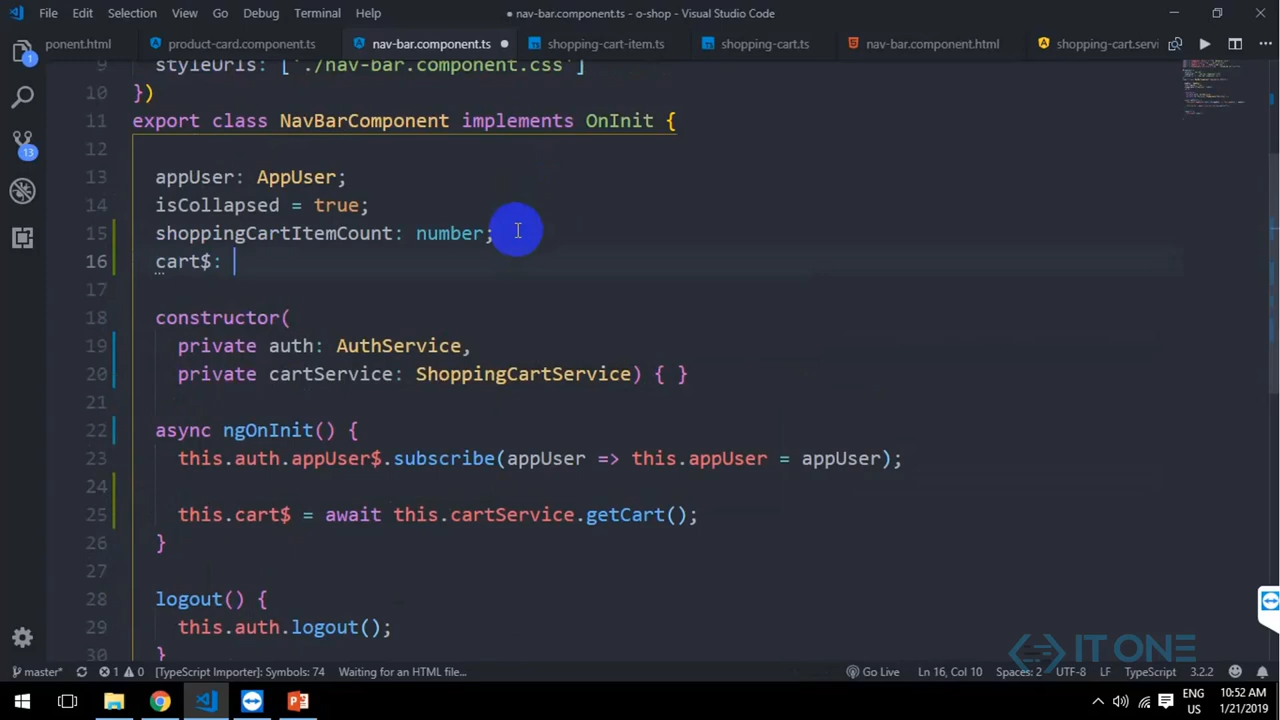 File Edit Selection View Go Debug Terminal Help
● nav-bar.component.ts - o-shop - Visual Studio Code
ponent.html product-card.component.ts nav-bar.component.ts shopping-cart-item.ts shopping-cart.ts nav-bar.component.html shopping-cart.servi
9 styleUrls: ['./nav-bar.component.css']
10 })
11 export class NavBarComponent implements OnInit {
12
13 appUser: AppUser;
14 isCollapsed = true;
15 shoppingCartItemCount: number;
16 cart$:
17
18 constructor(
19 private auth: AuthService,
20 private cartService: ShoppingCartService) { }
21
22 async ngOnInit() {
23 this.auth.appUser$.subscribe(appUser => this.appUser = appUser);
24
25 this.cart$ = await this.cartService.getCart();
26 }
27
28 logout() {
29 this.auth.logout();
30 }
1
13
IT ONE
master* 1 0 [TypeScript Importer]: Symbols: 74 Waiting for an HTML file... Go Live Ln 16, Col 10 Spaces: 2 UTF-8 LF TypeScript 3.2.2
ENG 10:52 AM
US 1/21/2019